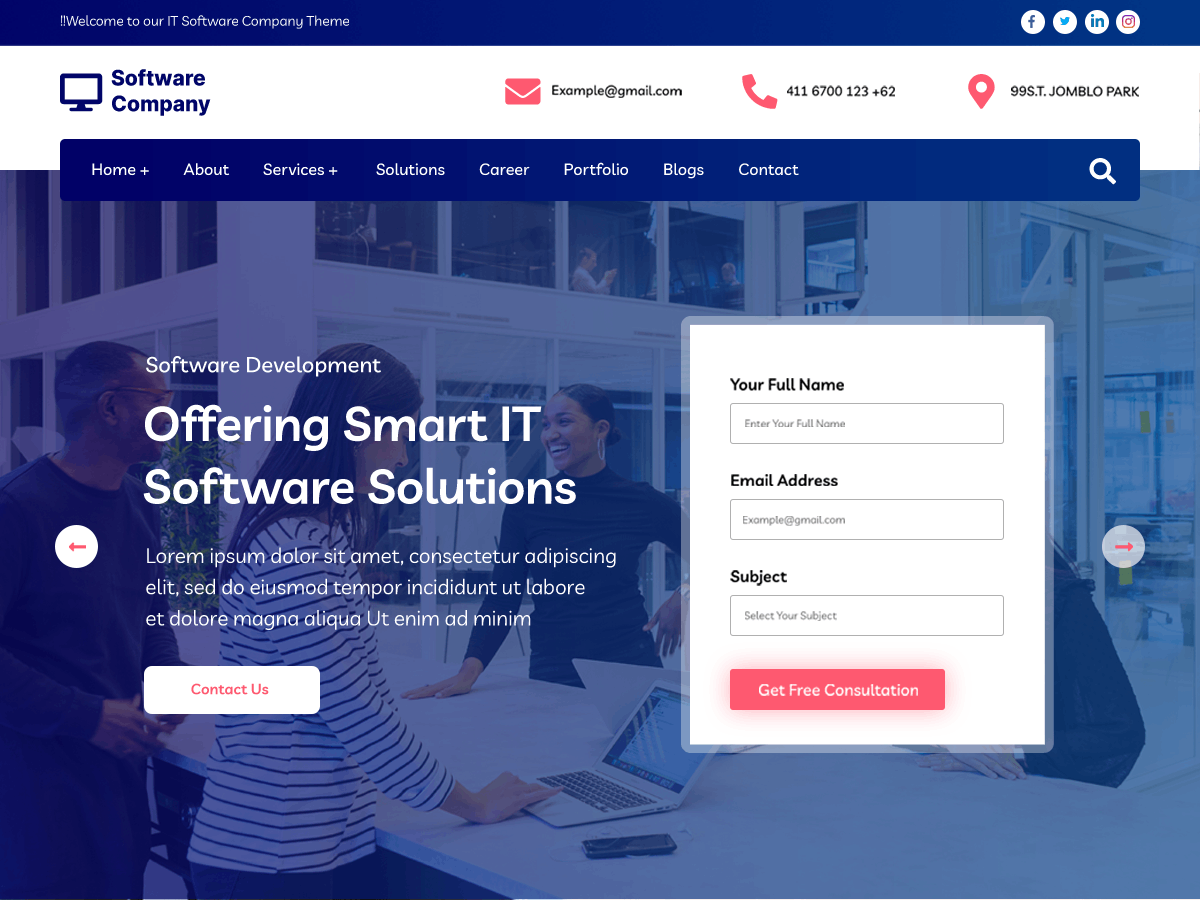 !!Welcome to our IT Software Company Theme
Software
Company
Example@gmail.com
411 6700 123 +62
99S.T. JOMBLO PARK
Home +
About
Services +
Solutions
Career
Portfolio
Blogs
Contact
Software Development
Offering Smart IT
Software Solutions
Lorem ipsum dolor sit amet, consectetur adipiscing
elit, sed do eiusmod tempor incididunt ut labore
et dolore magna aliqua Ut enim ad minim
Contact Us
Your Full Name
Enter Your Full Name
Email Address
Example@gmail.com
Subject
Select Your Subject
Get Free Consultation